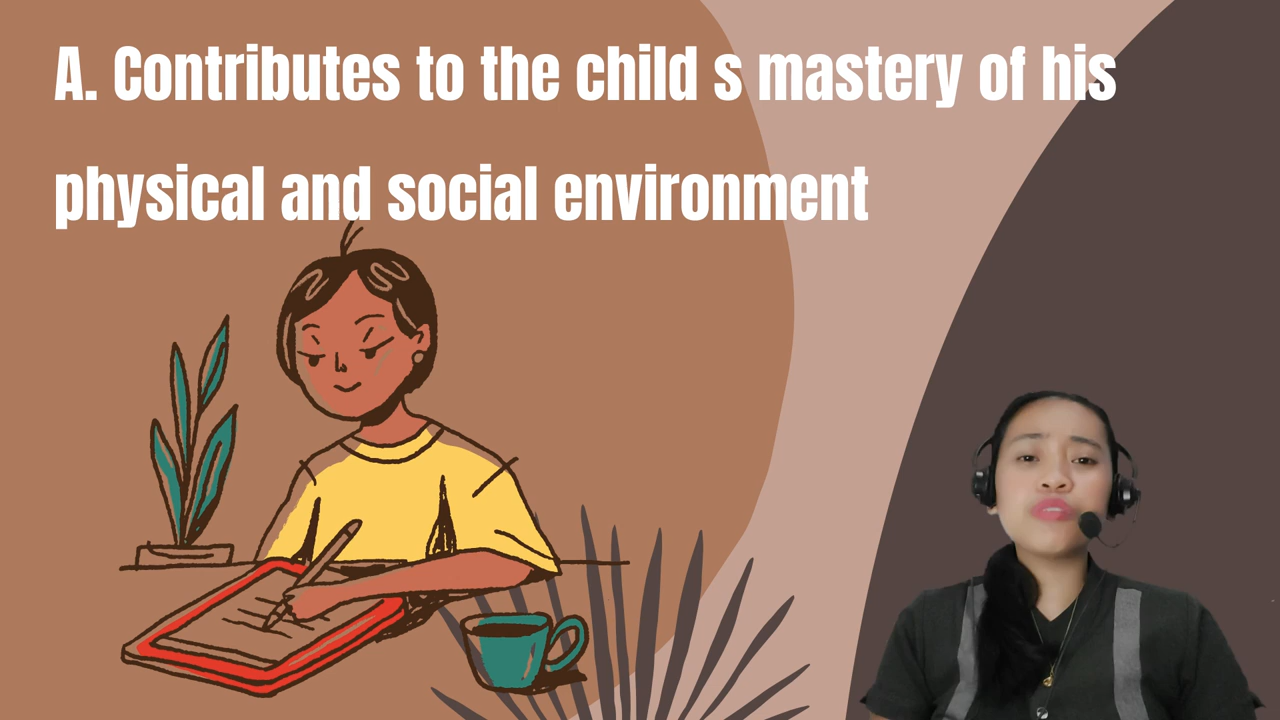 A. Contributes to the child s mastery of his
physical and social environment